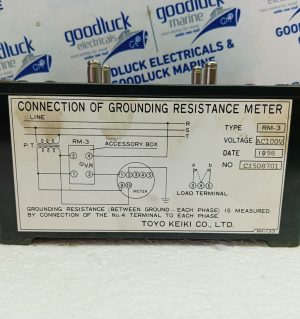 goodluck
electricals
goodluck
marine
GOODLUCK ELECTRICALS &
GOODLUCK MARINE
CONNECTION OF GROUNDING RESISTANCE METER
LINE
R
S
T
P.T
RM-3
ACCESSORY BOX
V.R
METER
a b
LOAD TERMINAL
TYPE RM-3
VOLTAGE AC100V
DATE 1998
NO C1508701
GROUNDING RESISTANCE (BETWEEN GROUND - EACH PHASE) IS MEASURED
BY CONNECTION OF THE No.4 TERMINAL TO EACH PHASE.
TOYO KEIKI CO., LTD.